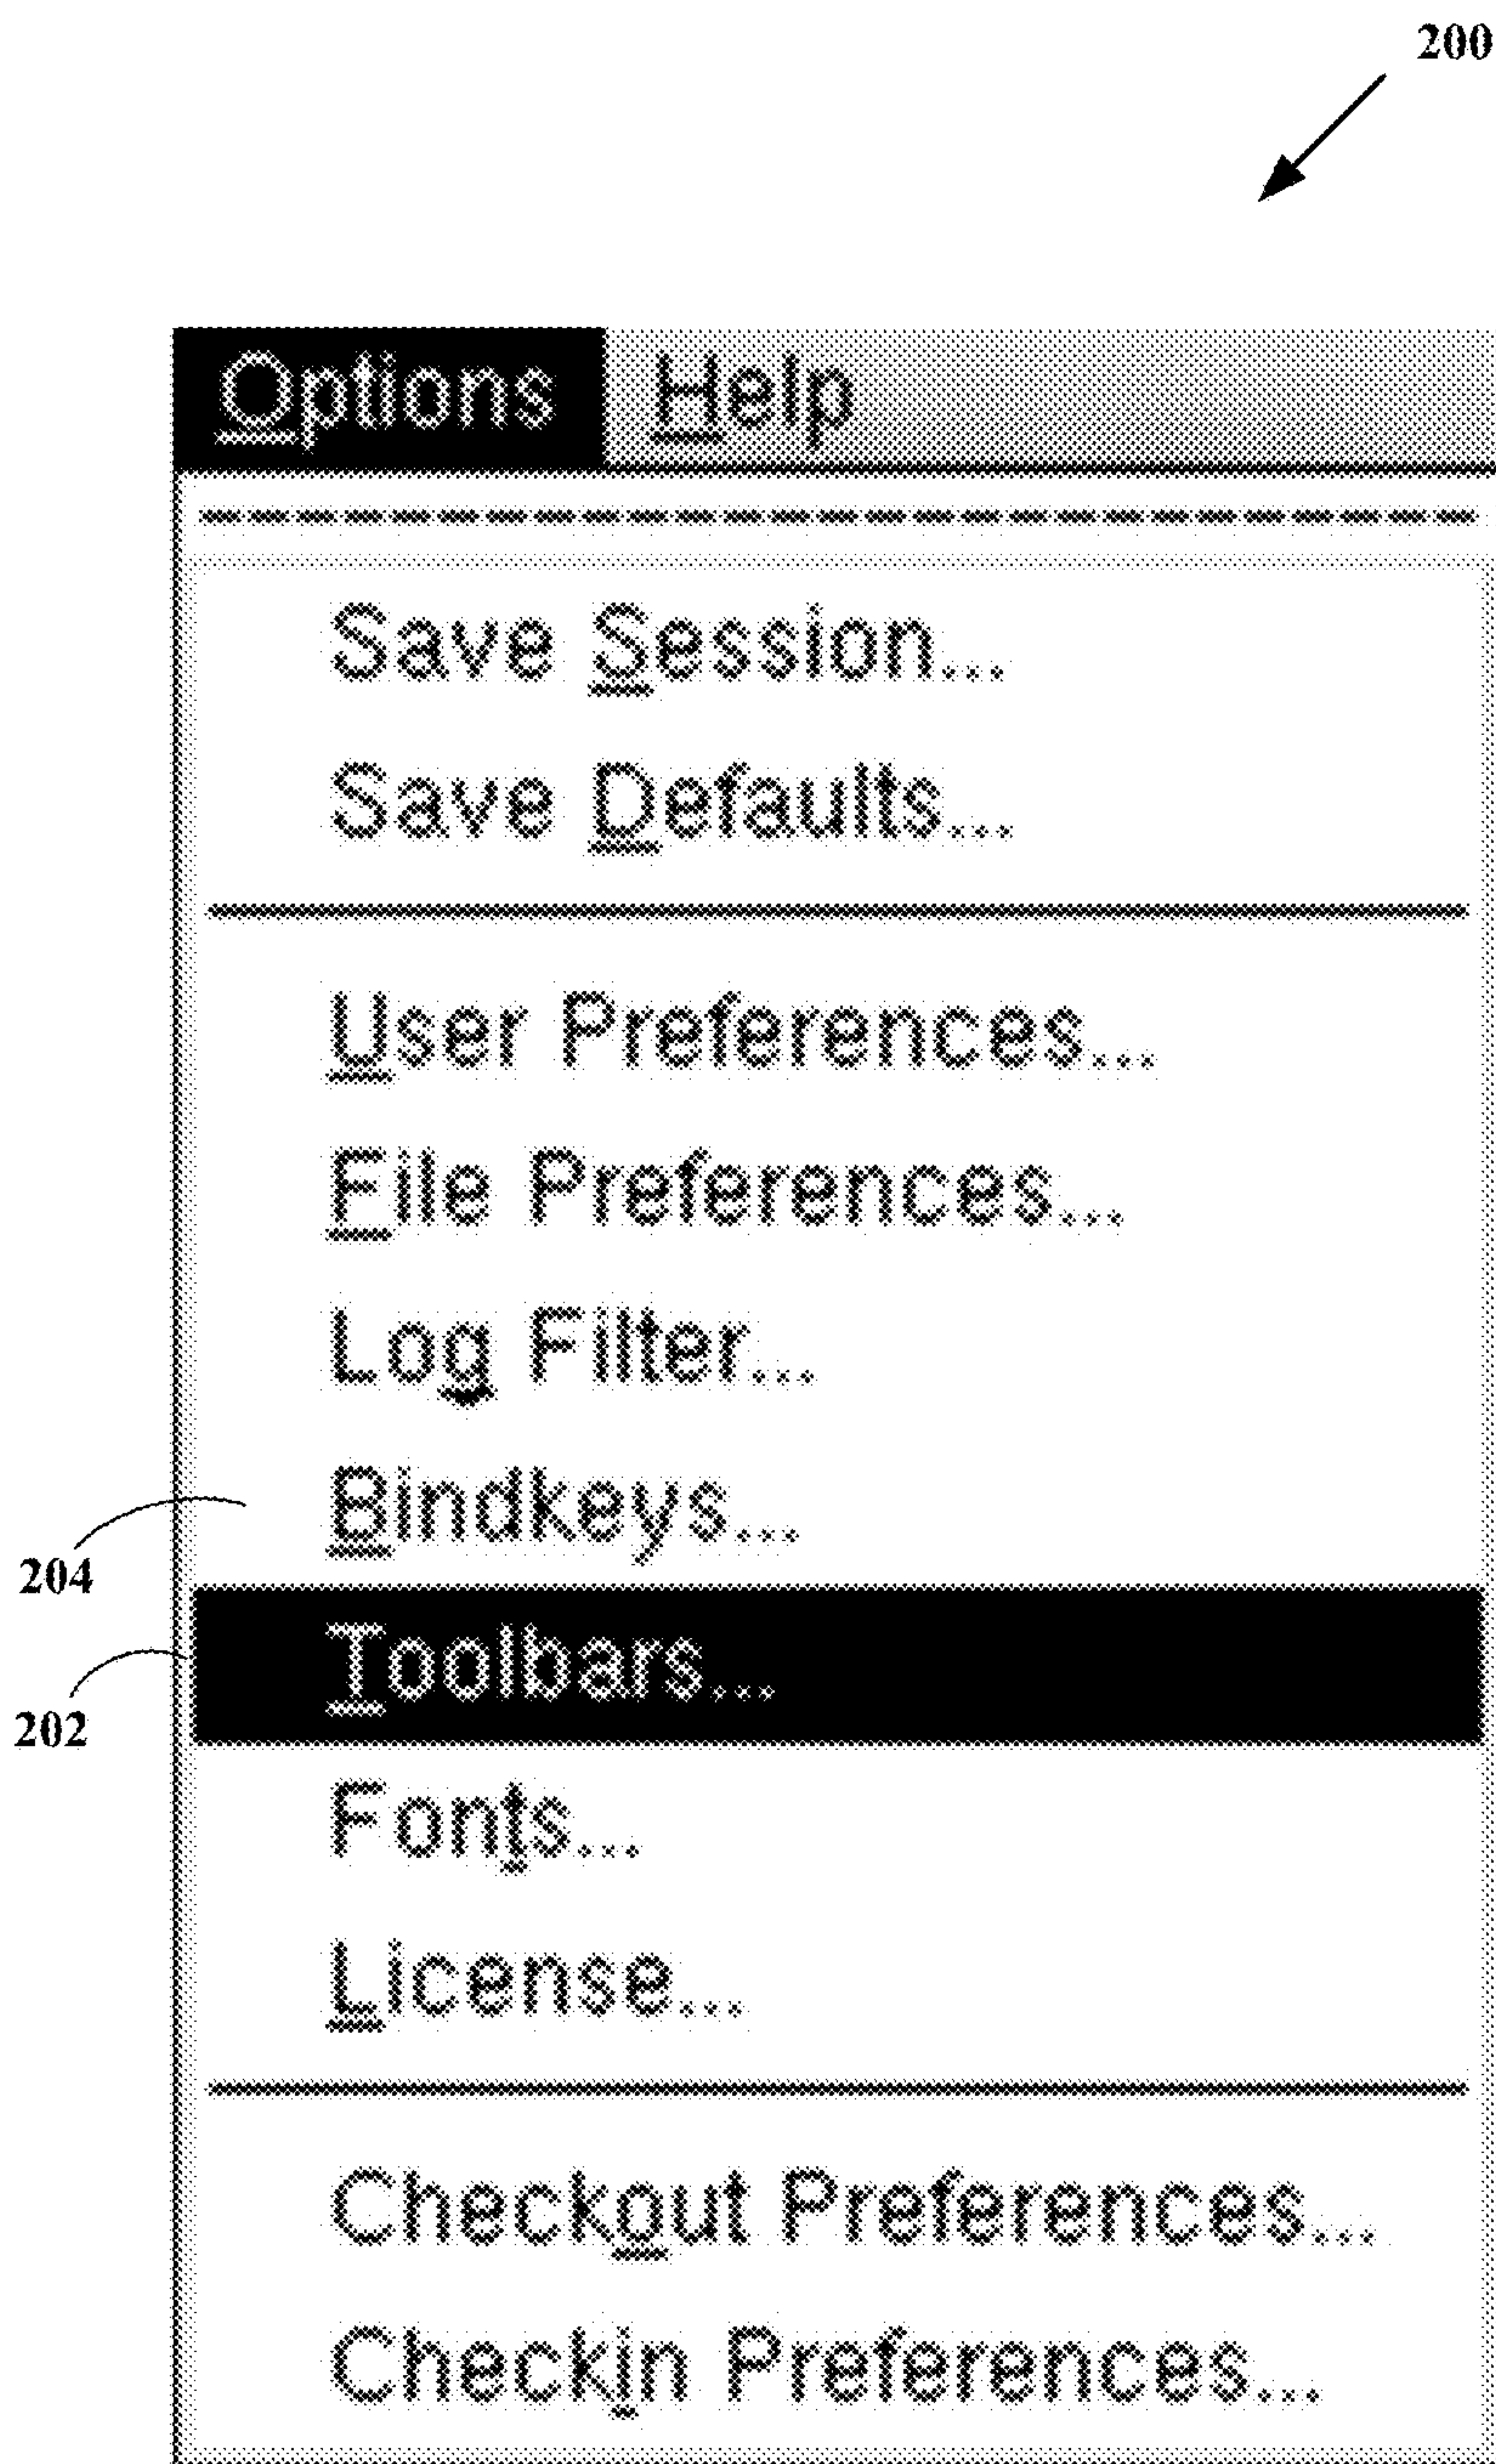 200
Options Help
Save Session...
Save Defaults...
User Preferences...
File Preferences...
Log Filter...
Bindkeys...
204
Toolbars...
202
Fonts...
License...
Checkout Preferences...
Checkin Preferences...